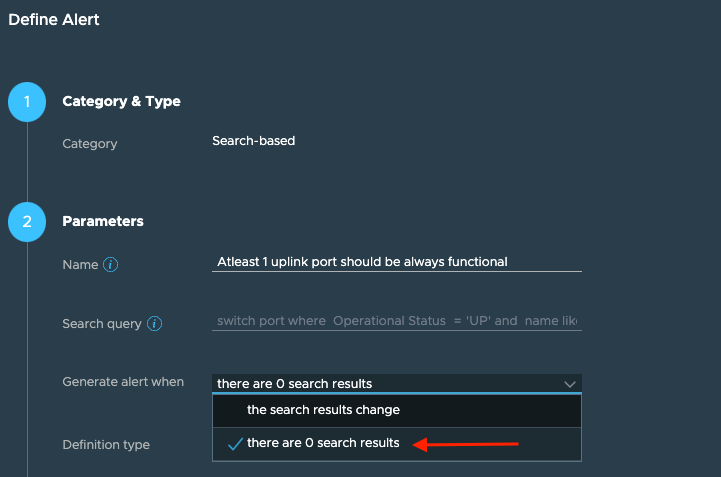 Define Alert
1 Category & Type
Category Search-based
2 Parameters
Name i Atleast 1 uplink port should be always functional
Search query i switch port where Operational Status = 'UP' and name like
Generate alert when there are 0 search results
the search results change
Definition type there are 0 search results